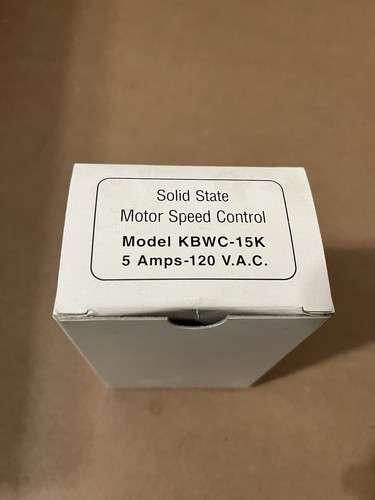 Solid State
Motor Speed Control
Model KBWC-15K
5 Amps-120 V.A.C.